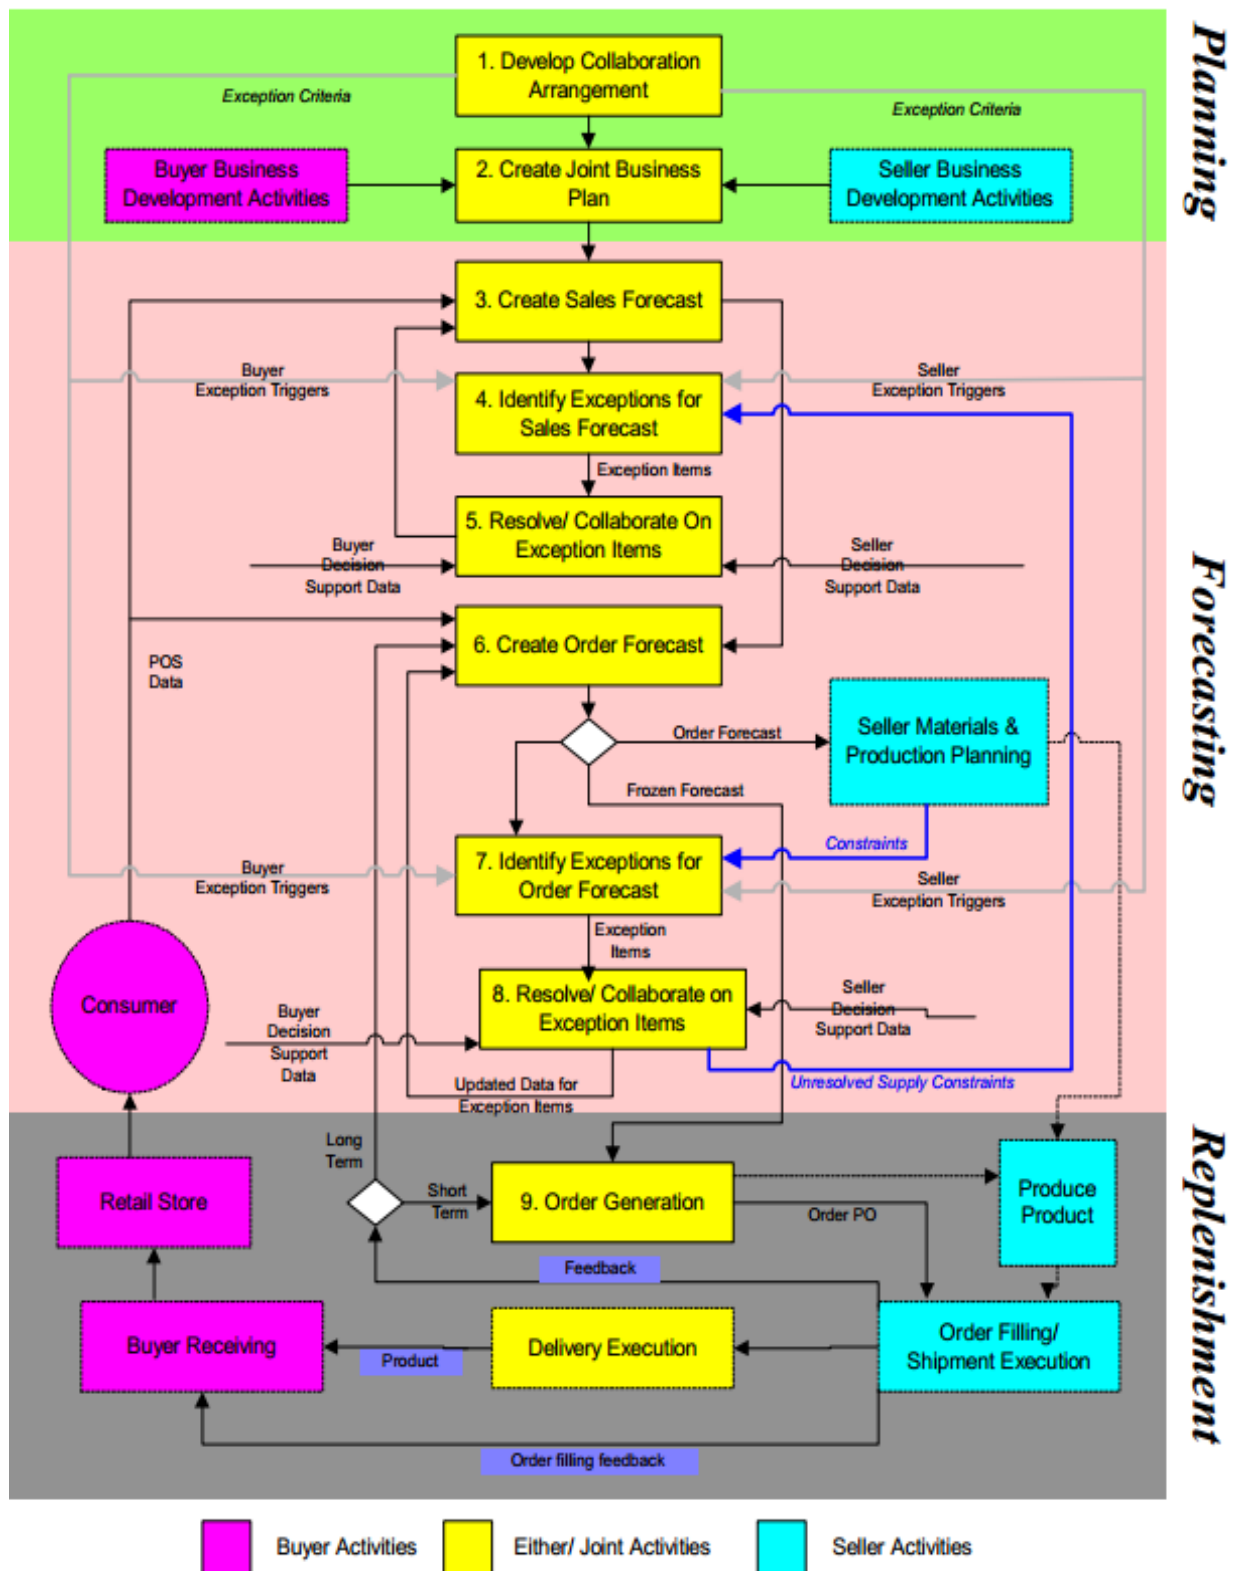 Planning
1. Develop Collaboration
Arrangement
Exception Criteria
Exception Criteria
Buyer Business
Development Activities
2. Create Joint Business
Plan
Seller Business
Development Activities
Forecasting
3. Create Sales Forecast
Buyer
Exception Triggers
Seller
Exception Triggers
4. Identify Exceptions for
Sales Forecast
Exception Items
5. Resolve/ Collaborate On
Exception Items
Buyer
Decision
Support Data
Seller
Decision
Support Data
6. Create Order Forecast
POS
Data
Order Forecast
Seller Materials &
Production Planning
Frozen Forecast
Constraints
7. Identify Exceptions for
Order Forecast
Buyer
Exception Triggers
Seller
Exception Triggers
Exception
Items
Consumer
8. Resolve/ Collaborate on
Exception Items
Buyer
Decision
Support
Data
Seller
Decision
Support Data
Updated Data for
Exception Items
Unresolved Supply Constraints
Replenishment
Long
Term
Retail Store
Short
Term
9. Order Generation
Order PO
Produce
Product
Feedback
Buyer Receiving
Product
Delivery Execution
Order Filling/
Shipment Execution
Order filling feedback
Buyer Activities
Either/ Joint Activities
Seller Activities